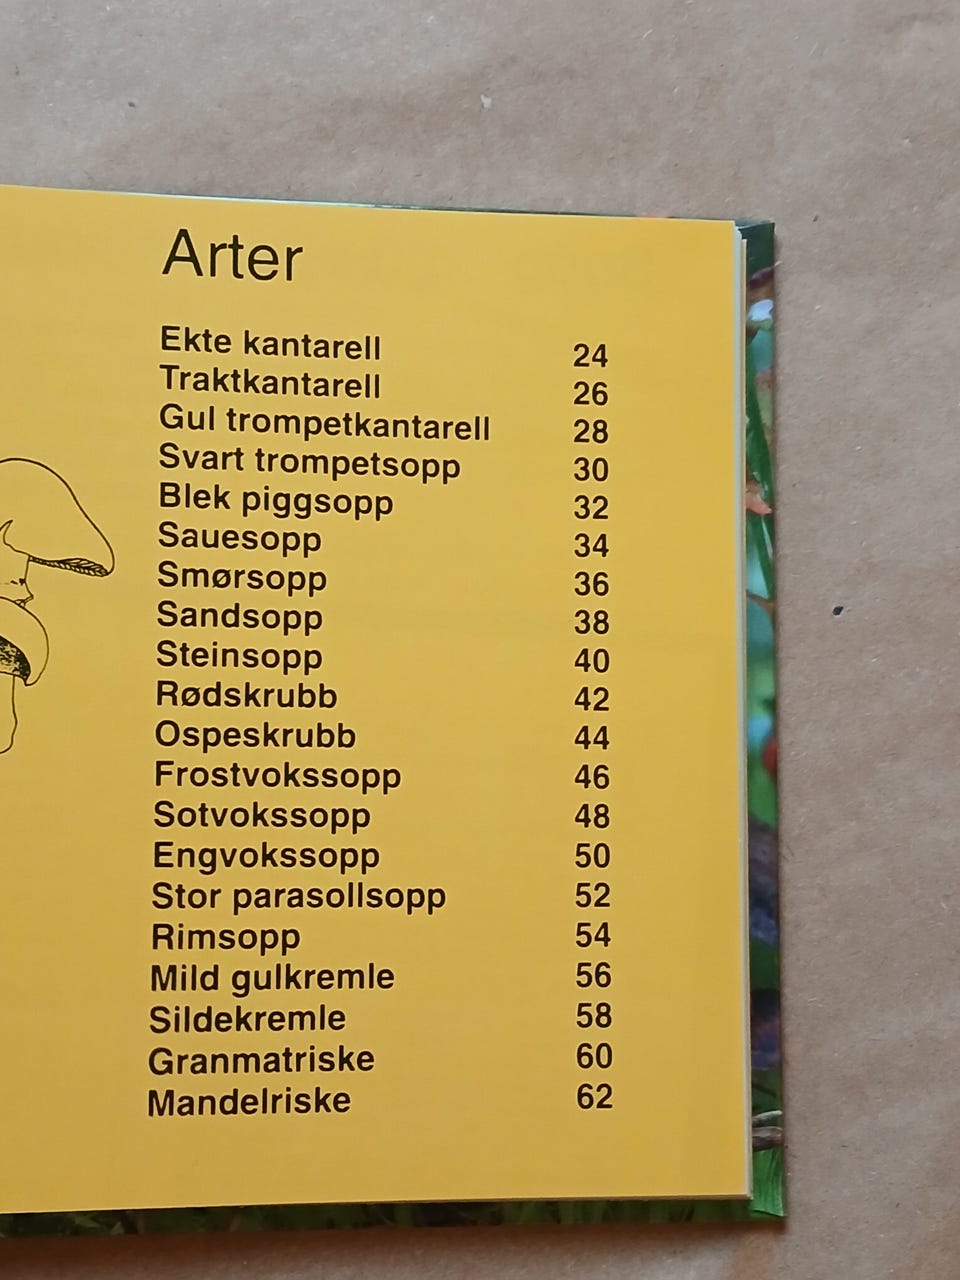 Arter
Ekte kantarell 24
Traktkantarell 26
Gul trompetkantarell 28
Svart trompetsopp 30
Blek piggsopp 32
Sauesopp 34
Smørsopp 36
Sandsopp 38
Steinsopp 40
Rødskrubb 42
Ospeskrubb 44
Frostvokssopp 46
Sotvokssopp 48
Engvokssopp 50
Stor parasollsopp 52
Rimsopp 54
Mild gulkremle 56
Sildekremle 58
Granmatriske 60
Mandelriske 62